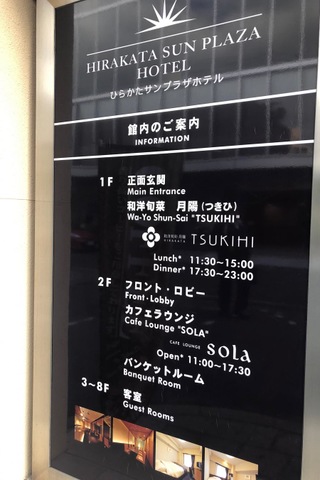 HIRAKATA SUN PLAZA
HOTEL
ひらかたサンプラザホテル
館内のご案内
INFORMATION
1F 正面玄関
Main Entrance
和洋旬菜 月陽(つきひ)
Wa-Yo Shun-Sai "TSUKIHI"
TSUKIHI
Lunch* 11:30~15:00
Dinner* 17:30~23:00
2F フロント・ロビー
Front・Lobby
カフェラウンジ
Cafe Lounge "SOLA"
CAFE LOUNGE sola
Open* 11:00~17:30
バンケットルーム
Banquet Room
3~8F 客室
Guest Rooms